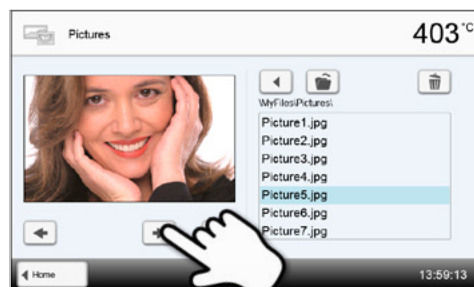 Pictures
403 °C
\MyFiles\Pictures\
Picture1.jpg
Picture2.jpg
Picture3.jpg
Picture4.jpg
Picture5.jpg
Picture6.jpg
Picture7.jpg
Home
13:59:13